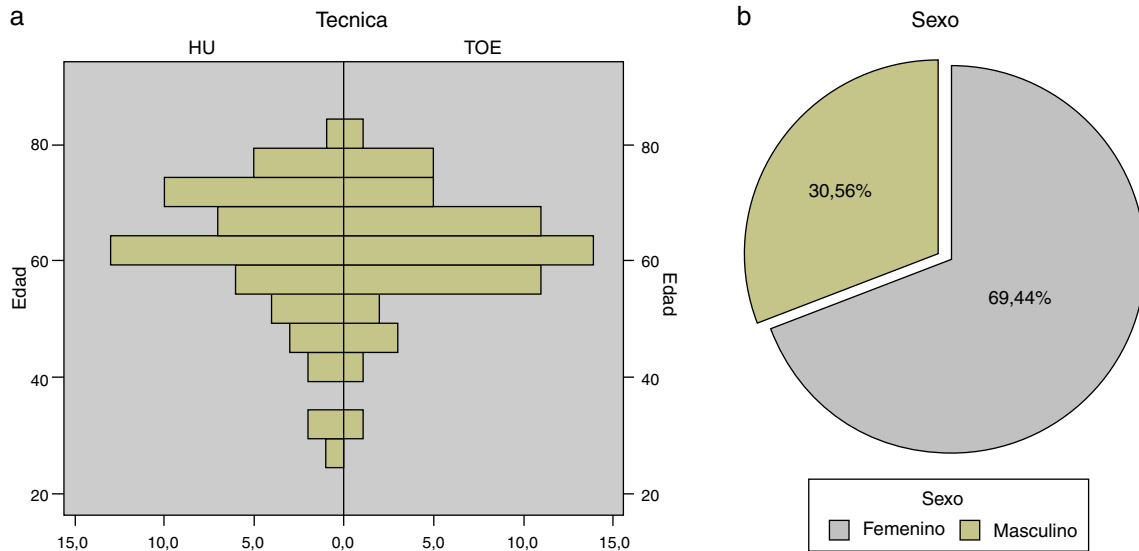 a
Tecnica
HU TOE
80 80
60 60
Edad Edad
40 40
20 20
15,0 10,0 5,0 0,0 5,0 10,0 15,0
b
Sexo
30,56%
69,44%
Sexo
Femenino Masculino